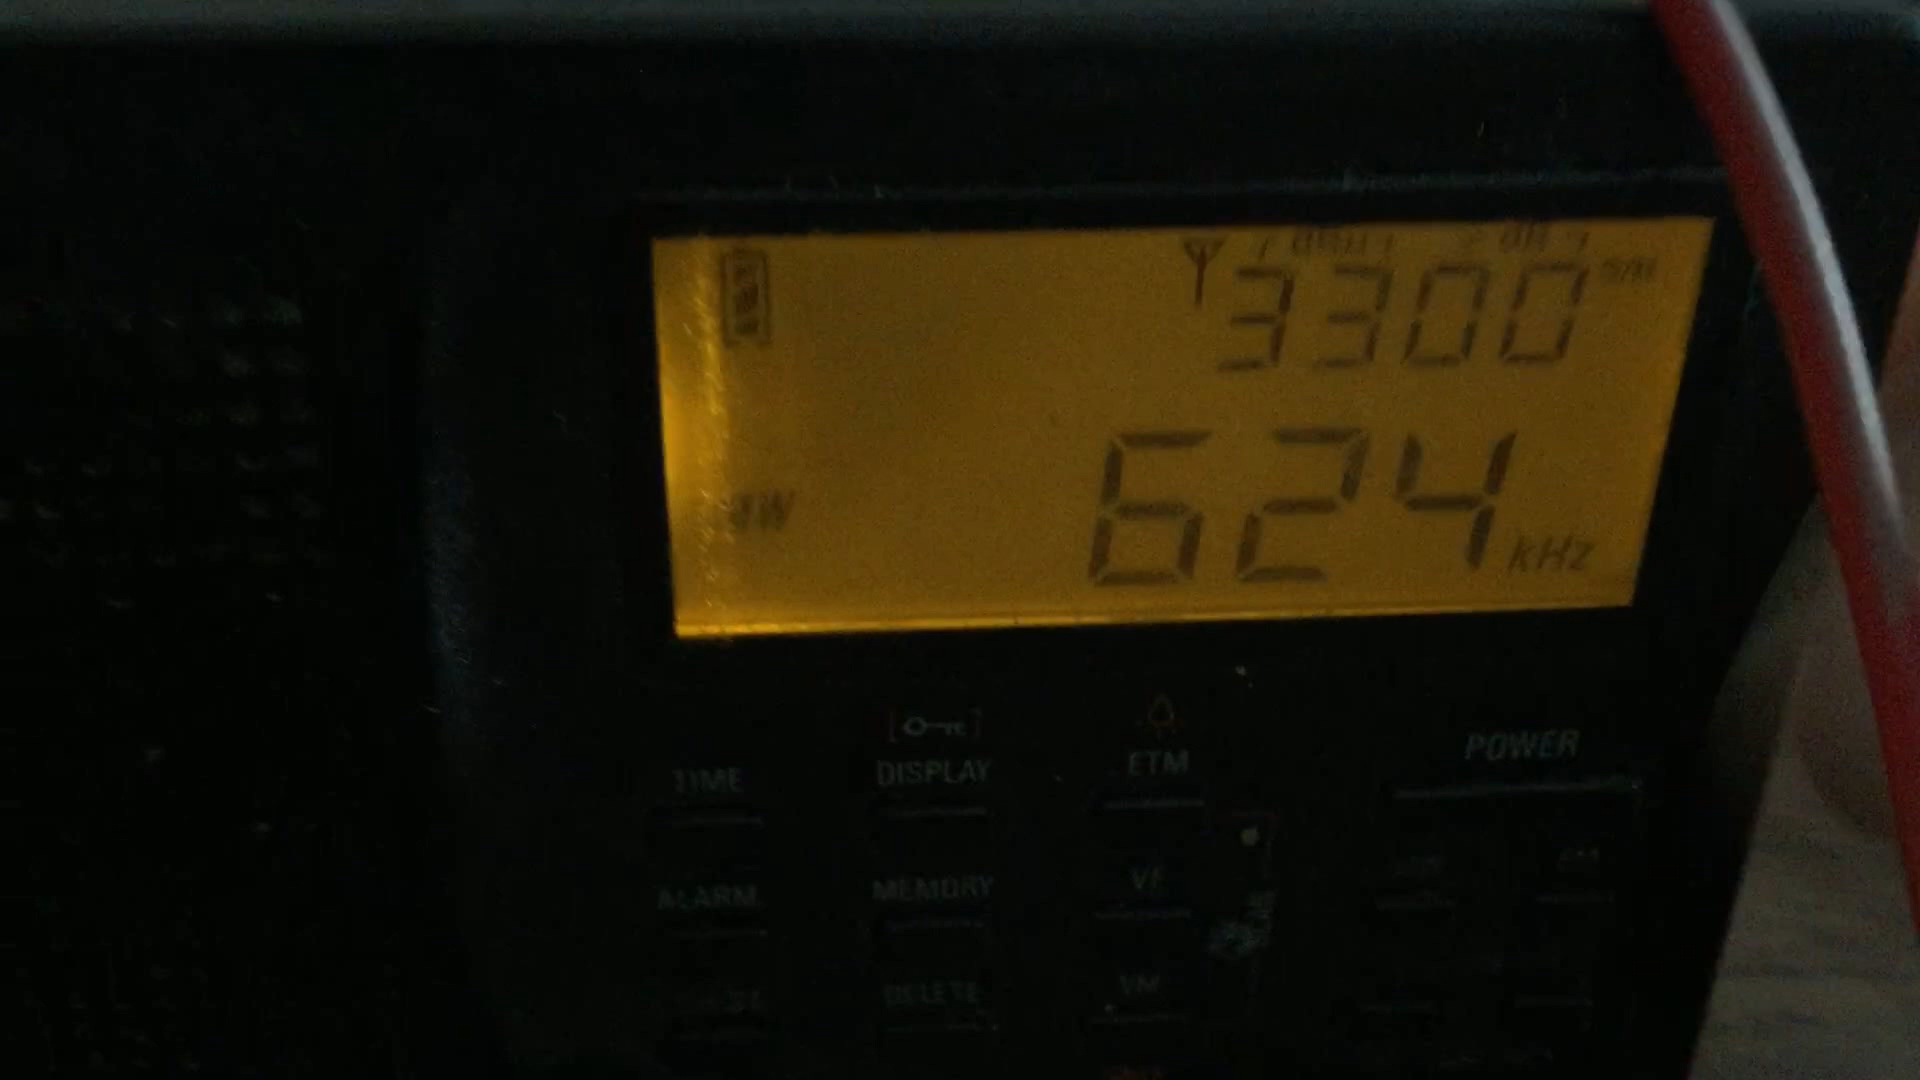 3300
MW
624 kHz
POWER
TIME
DISPLAY
ETM
ALARM
MEMORY
VF
DELETE
VM